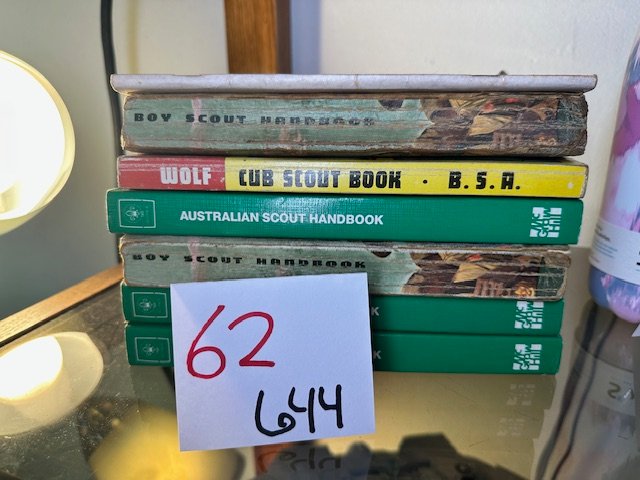 BOY SCOUT HANDBOOK
WOLF CUB SCOUT BOOK · B.S.A.
AUSTRALIAN SCOUT HANDBOOK
BOY SCOUT HANDBOOK
62
644